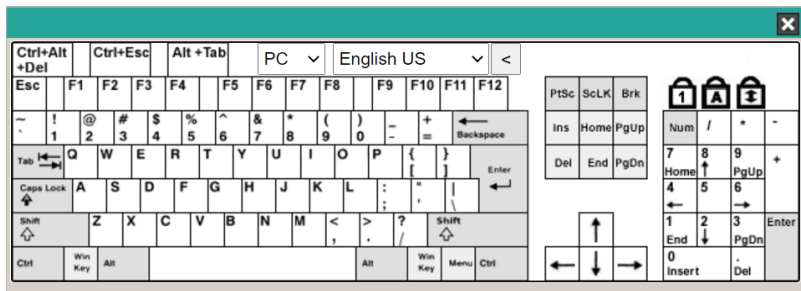 Ctrl+Alt +Del Ctrl+Esc Alt +Tab PC English US <
Esc F1 F2 F3 F4 F5 F6 F7 F8 F9 F10 F11 F12 PtSc ScLK Brk 1 A
~ ` ! 1 @ 2 # 3 $ 4 % 5 ^ 6 & 7 * 8 ( 9 ) 0 _ - + = Backspace Ins Home PgUp Num / * -
Tab Q W E R T Y U I O P { [ } ] Enter Del End PgDn 7 Home 8 9 PgUp +
Caps Lock A S D F G H J K L : ; " ' | \ 4 5 6
Shift Z X C V B N M < , > . ? / Shift 1 End 2 3 PgDn Enter
Ctrl Win Key Alt Alt Win Key Menu Ctrl 0 Insert . Del